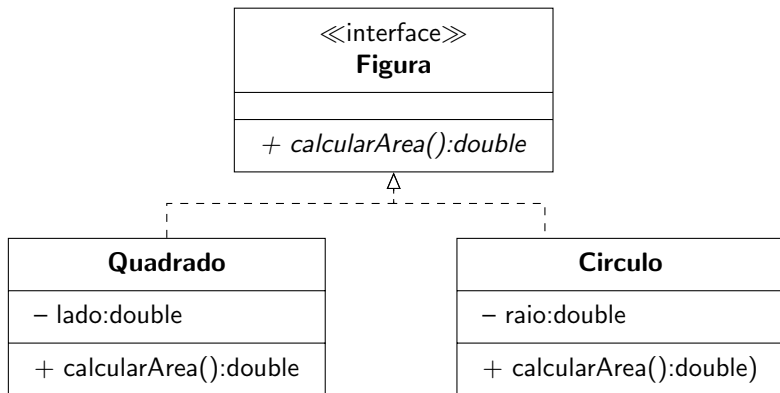 ≪interface≫
Figura
+ calcularArea():double
Quadrado
– lado:double
+ calcularArea():double
Circulo
– raio:double
+ calcularArea():double)